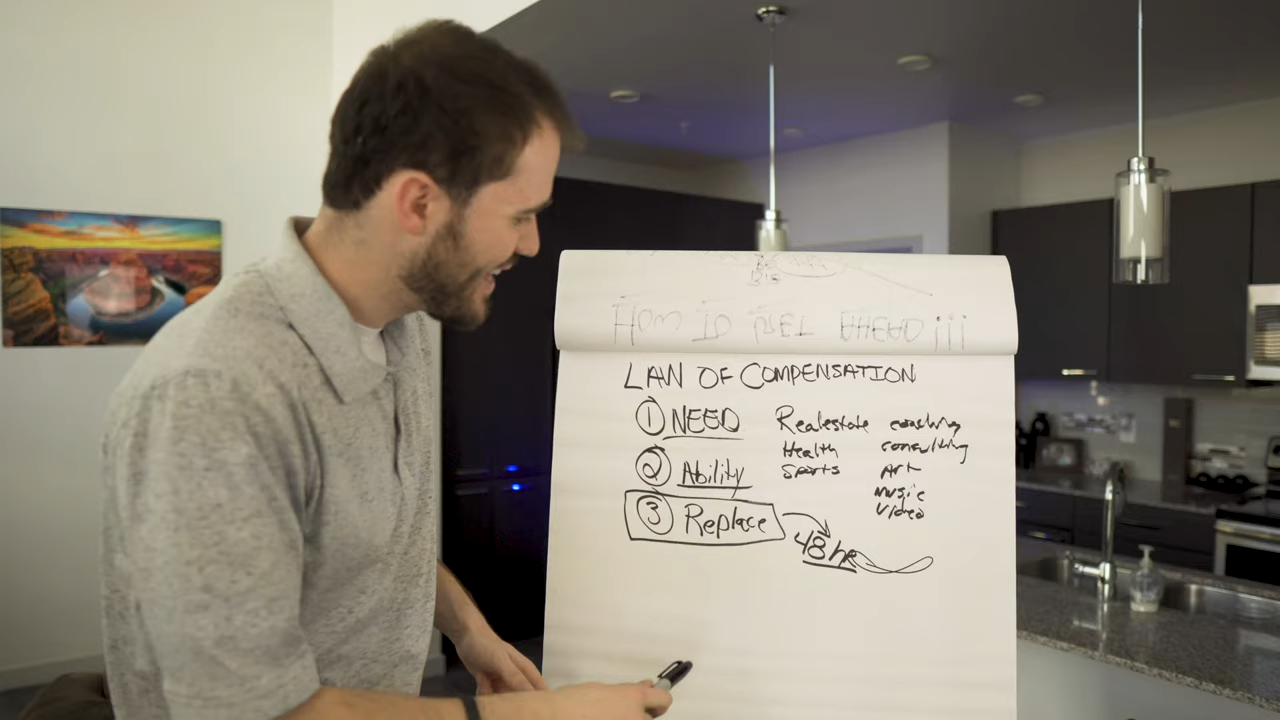 HOW TO GET AHEAD!!!
LAW OF COMPENSATION
① NEED
② Ability
③ Replace
48hr
Realestate
Health
Sports
coaching
consulting
Art
Music
Video